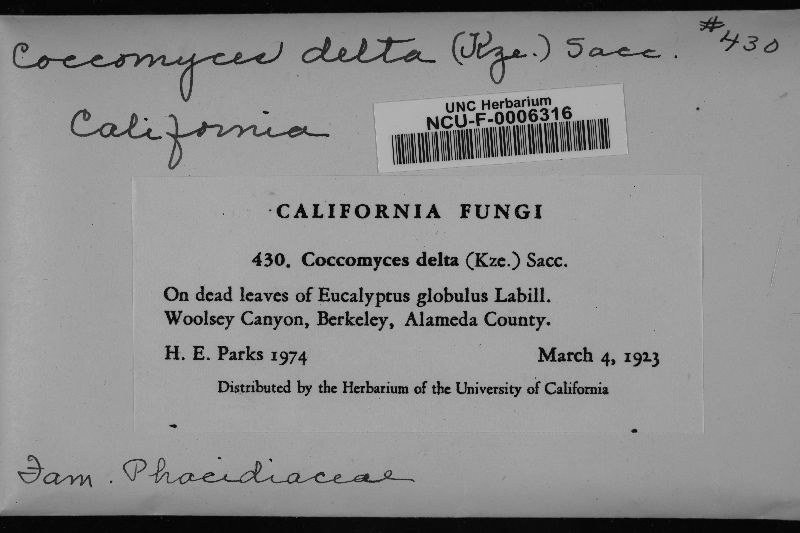 Coccomyces delta (Kze.) Sacc. #430
California
UNC Herbarium
NCU-F-0006316
CALIFORNIA FUNGI
430. Coccomyces delta (Kze.) Sacc.
On dead leaves of Eucalyptus globulus Labill.
Woolsey Canyon, Berkeley, Alameda County.
H. E. Parks 1974 March 4, 1923
Distributed by the Herbarium of the University of California
Fam. Phacidiaceae